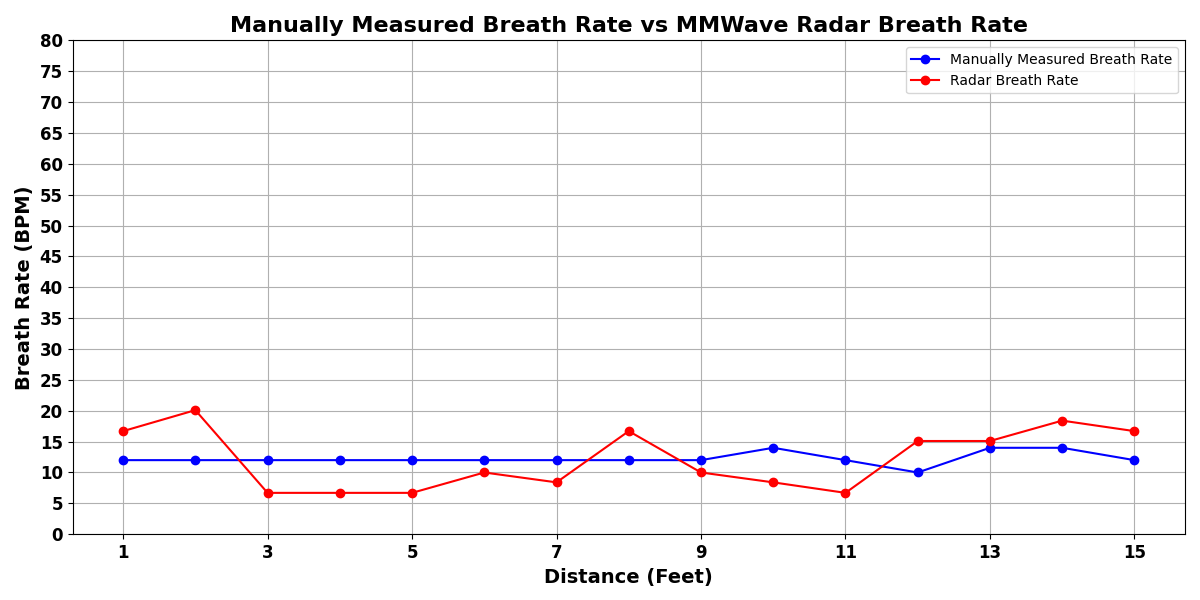 Manually Measured Breath Rate vs MMWave Radar Breath Rate
Manually Measured Breath Rate
Radar Breath Rate
Breath Rate (BPM)
80
75
70
65
60
55
50
45
40
35
30
25
20
15
10
5
0
1 3 5 7 9 11 13 15
Distance (Feet)